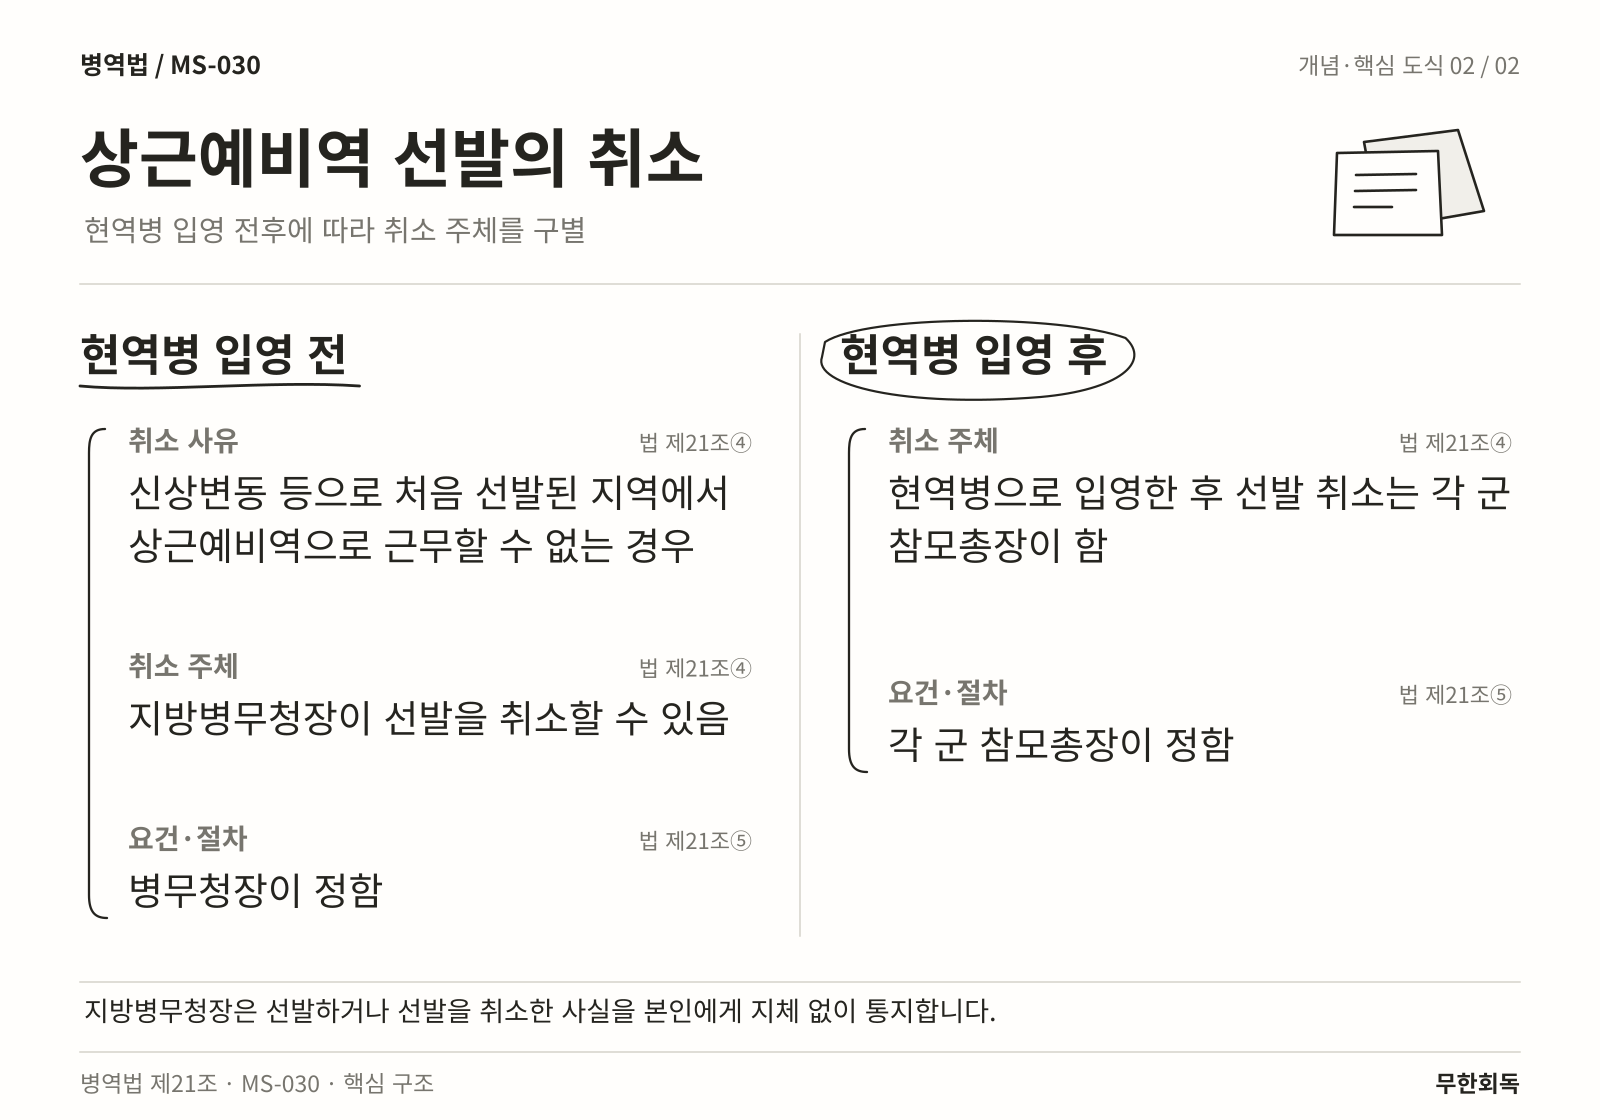 병역법 / MS-030
개념·핵심 도식 02 / 02
상근예비역 선발의 취소
현역병 입영 전후에 따라 취소 주체를 구별
현역병 입영 전
취소 사유
법 제21조④
신상변동 등으로 처음 선발된 지역에서
상근예비역으로 근무할 수 없는 경우
취소 주체
법 제21조④
지방병무청장이 선발을 취소할 수 있음
요건·절차
법 제21조⑤
병무청장이 정함
현역병 입영 후
취소 주체
법 제21조④
현역병으로 입영한 후 선발 취소는 각 군
참모총장이 함
요건·절차
법 제21조⑤
각 군 참모총장이 정함
지방병무청장은 선발하거나 선발을 취소한 사실을 본인에게 지체 없이 통지합니다.
병역법 제21조 · MS-030 · 핵심 구조
무한회독